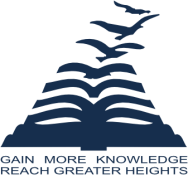 GAIN MORE KNOWLEDGE
REACH GREATER HEIGHTS